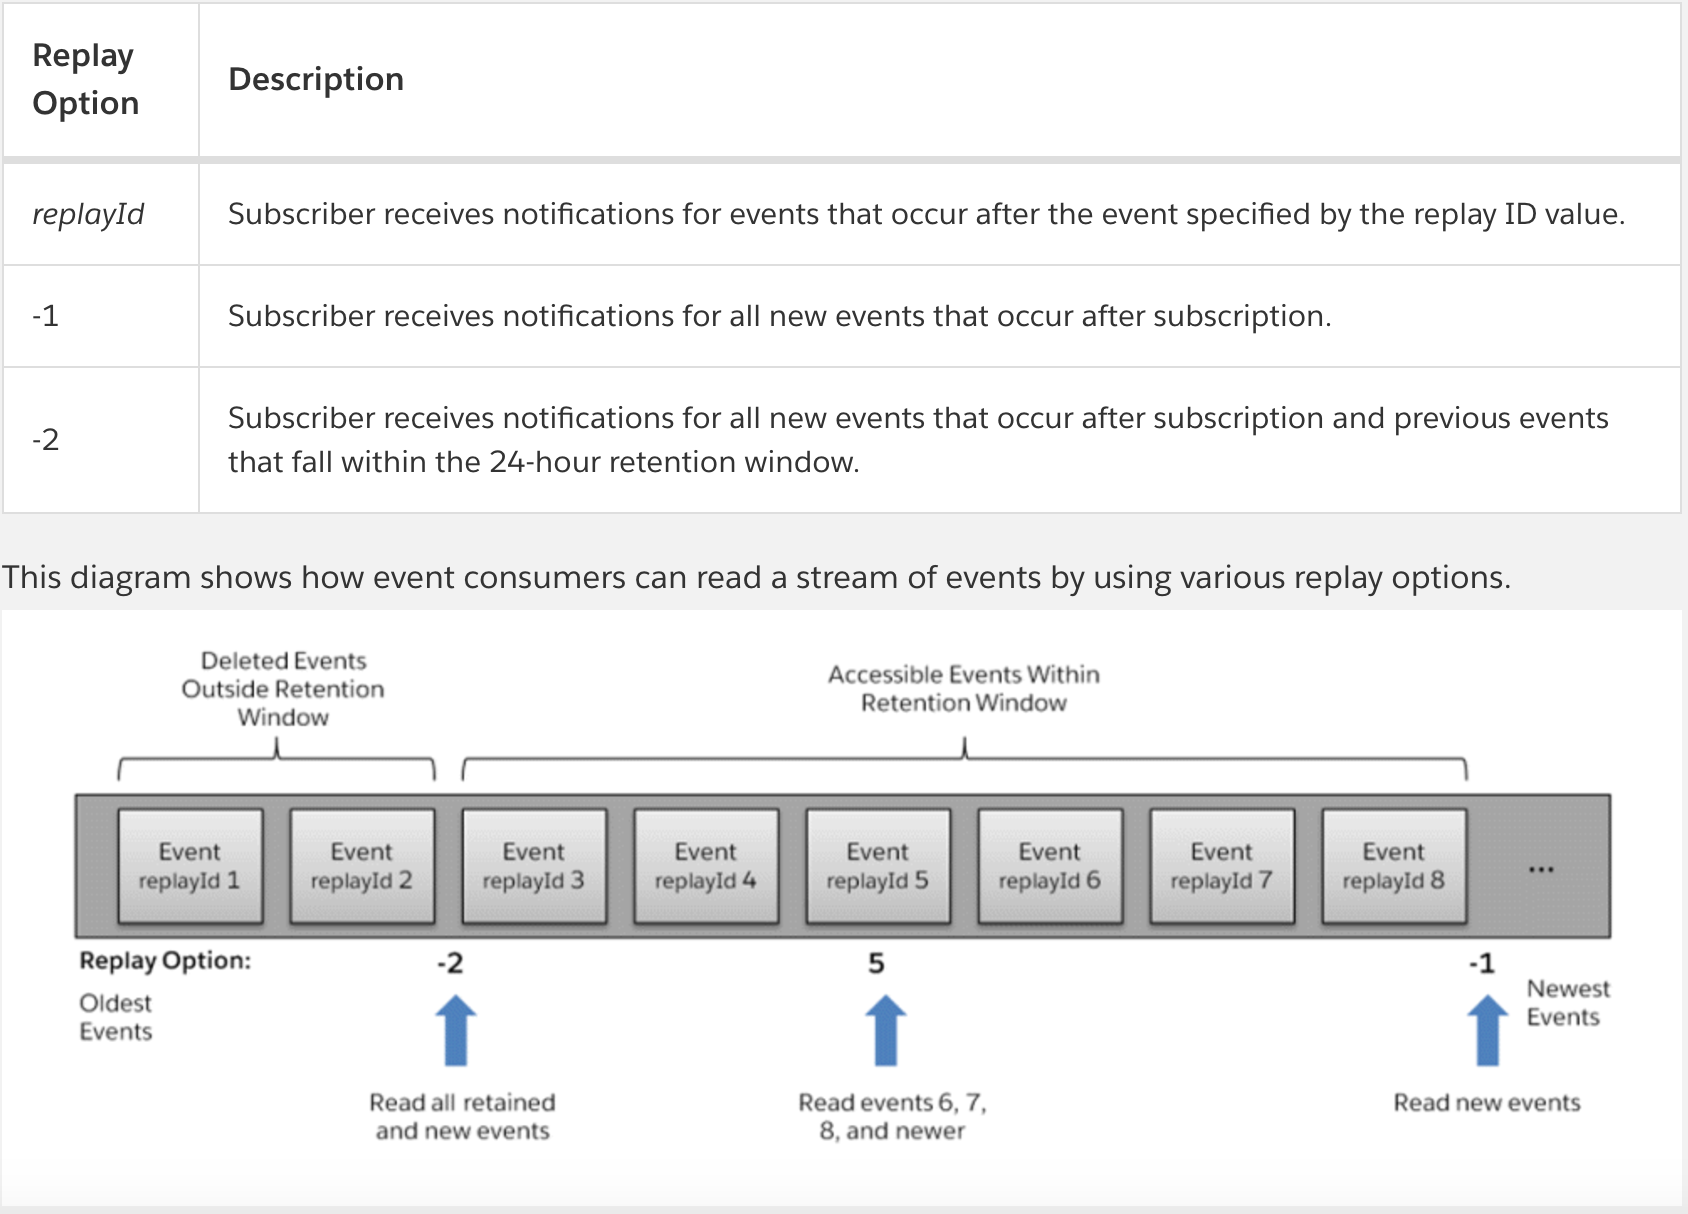 Replay
Option
Description
replayId
Subscriber receives notifications for events that occur after the event specified by the replay ID value.
-1
Subscriber receives notifications for all new events that occur after subscription.
-2
Subscriber receives notifications for all new events that occur after subscription and previous events
that fall within the 24-hour retention window.
This diagram shows how event consumers can read a stream of events by using various replay options.
Deleted Events
Outside Retention
Window
Accessible Events Within
Retention Window
Event
replayId 1
Event
replayId 2
Event
replayId 3
Event
replayId 4
Event
replayId 5
Event
replayId 6
Event
replayId 7
Event
replayId 8
...
Replay Option:
-2
5
-1
Oldest
Events
Newest
Events
Read all retained
and new events
Read events 6, 7,
8, and newer
Read new events